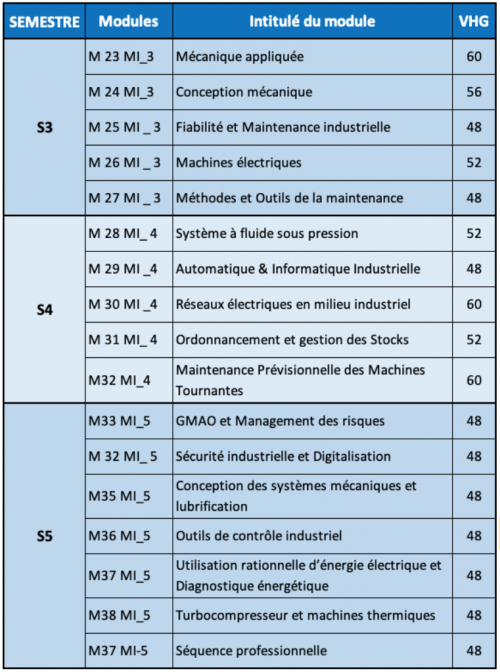 SEMESTRE Modules Intitulé du module VHG
S3
M 23 MI_3 Mécanique appliquée 60
M 24 MI_3 Conception mécanique 56
M 25 MI _ 3 Fiabilité et Maintenance industrielle 48
M 26 MI _ 3 Machines électriques 52
M 27 MI _ 3 Méthodes et Outils de la maintenance 48
S4
M 28 MI_ 4 Système à fluide sous pression 52
M 29 MI _4 Automatique & Informatique Industrielle 48
M 30 MI _4 Réseaux électriques en milieu industriel 60
M 31 MI_ 4 Ordonnancement et gestion des Stocks 52
M32 MI_4 Maintenance Prévisionnelle des Machines
Tournantes 60
S5
M33 MI_5 GMAO et Management des risques 48
M 32 MI_ 5 Sécurité industrielle et Digitalisation 48
M35 MI_5 Conception des systèmes mécaniques et
lubrification 48
M36 MI_5 Outils de contrôle industriel 48
M37 MI_5 Utilisation rationnelle d’énergie électrique et
Diagnostique énergétique 48
M38 MI_5 Turbocompresseur et machines thermiques 48
M37 MI-5 Séquence professionnelle 48